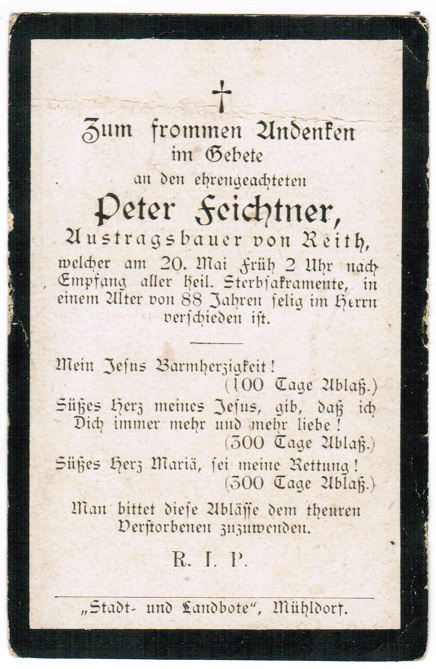 Zum frommen Andenken
im Gebete
an den ehrengeachteten
Peter Feichtner,
Austragsbauer von Reith,
welcher am 20. Mai Früh 2 Uhr nach
Empfang aller heil. Sterbsakramente, in
einem Alter von 88 Jahren selig im Herrn
verschieden ist.
Mein Jesus Barmherzigkeit!
(100 Tage Ablaß.)
Süßes Herz meines Jesus, gib, daß ich
Dich immer mehr und mehr liebe!
(300 Tage Ablaß.)
Süßes Herz Mariä, sei meine Rettung!
(300 Tage Ablaß.)
Man bittet diese Ablässe dem theuren
Verstorbenen zuzuwenden.
R. I. P.
„Stadt- und Landbote“, Mühldorf.